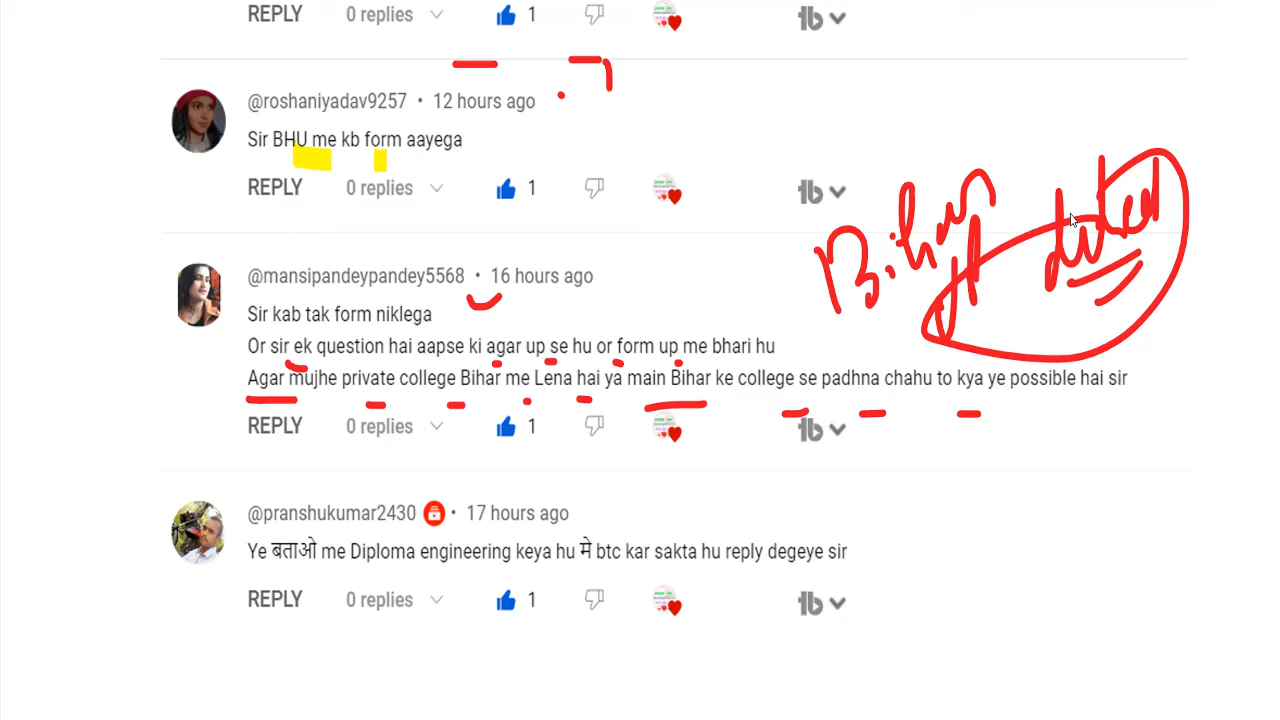 REPLY 0 replies 1
@roshaniyadav9257 • 12 hours ago
Sir BHU me kb form aayega
REPLY 0 replies 1
@mansipandeypandey5568 • 16 hours ago
Sir kab tak form niklega
Or sir ek question hai aapse ki agar up se hu or form up me bhari hu
Agar mujhe private college Bihar me Lena hai ya main Bihar ke college se padhna chahu to kya ye possible hai sir
REPLY 0 replies 1
Bihar
@pranshukumar2430 • 17 hours ago
Ye बताओ me Diploma engineering keya hu मे btc kar sakta hu reply degeye sir
REPLY 0 replies 1